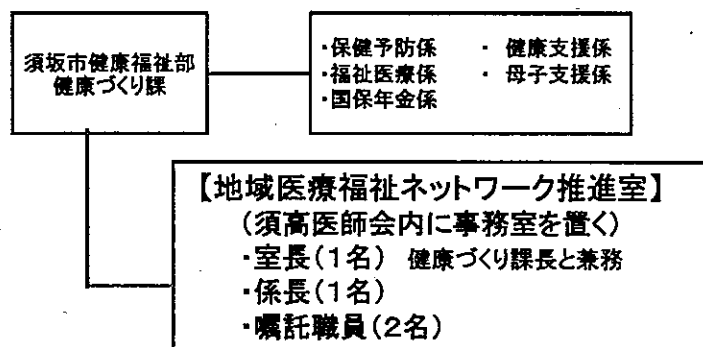 須坂市健康福祉部
健康づくり課
・保健予防係 ・ 健康支援係
・福祉医療係 ・ 母子支援係
・国保年金係
【地域医療福祉ネットワーク推進室】
(須高医師会内に事務室を置く)
・室長(1名) 健康づくり課長と兼務
・係長(1名)
・嘱託職員(2名)